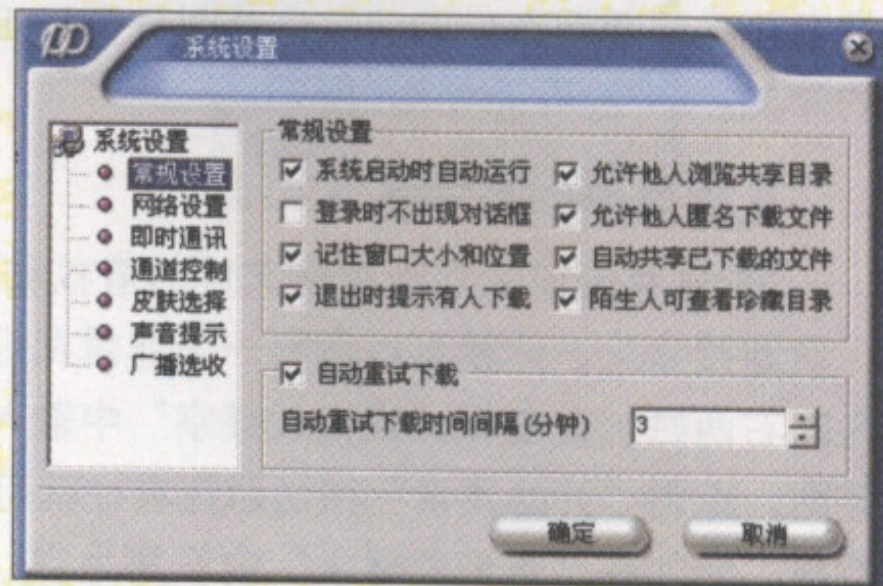 PP
系统设置
系统设置
常规设置
网络设置
即时通讯
通道控制
皮肤选择
声音提示
广播选收
常规设置
系统启动时自动运行 允许他人浏览共享目录
登录时不出现对话框 允许他人匿名下载文件
记住窗口大小和位置 自动共享已下载的文件
退出时提示有人下载 陌生人可查看珍藏目录
自动重试下载
自动重试下载时间间隔(分钟) 3
确定 取消